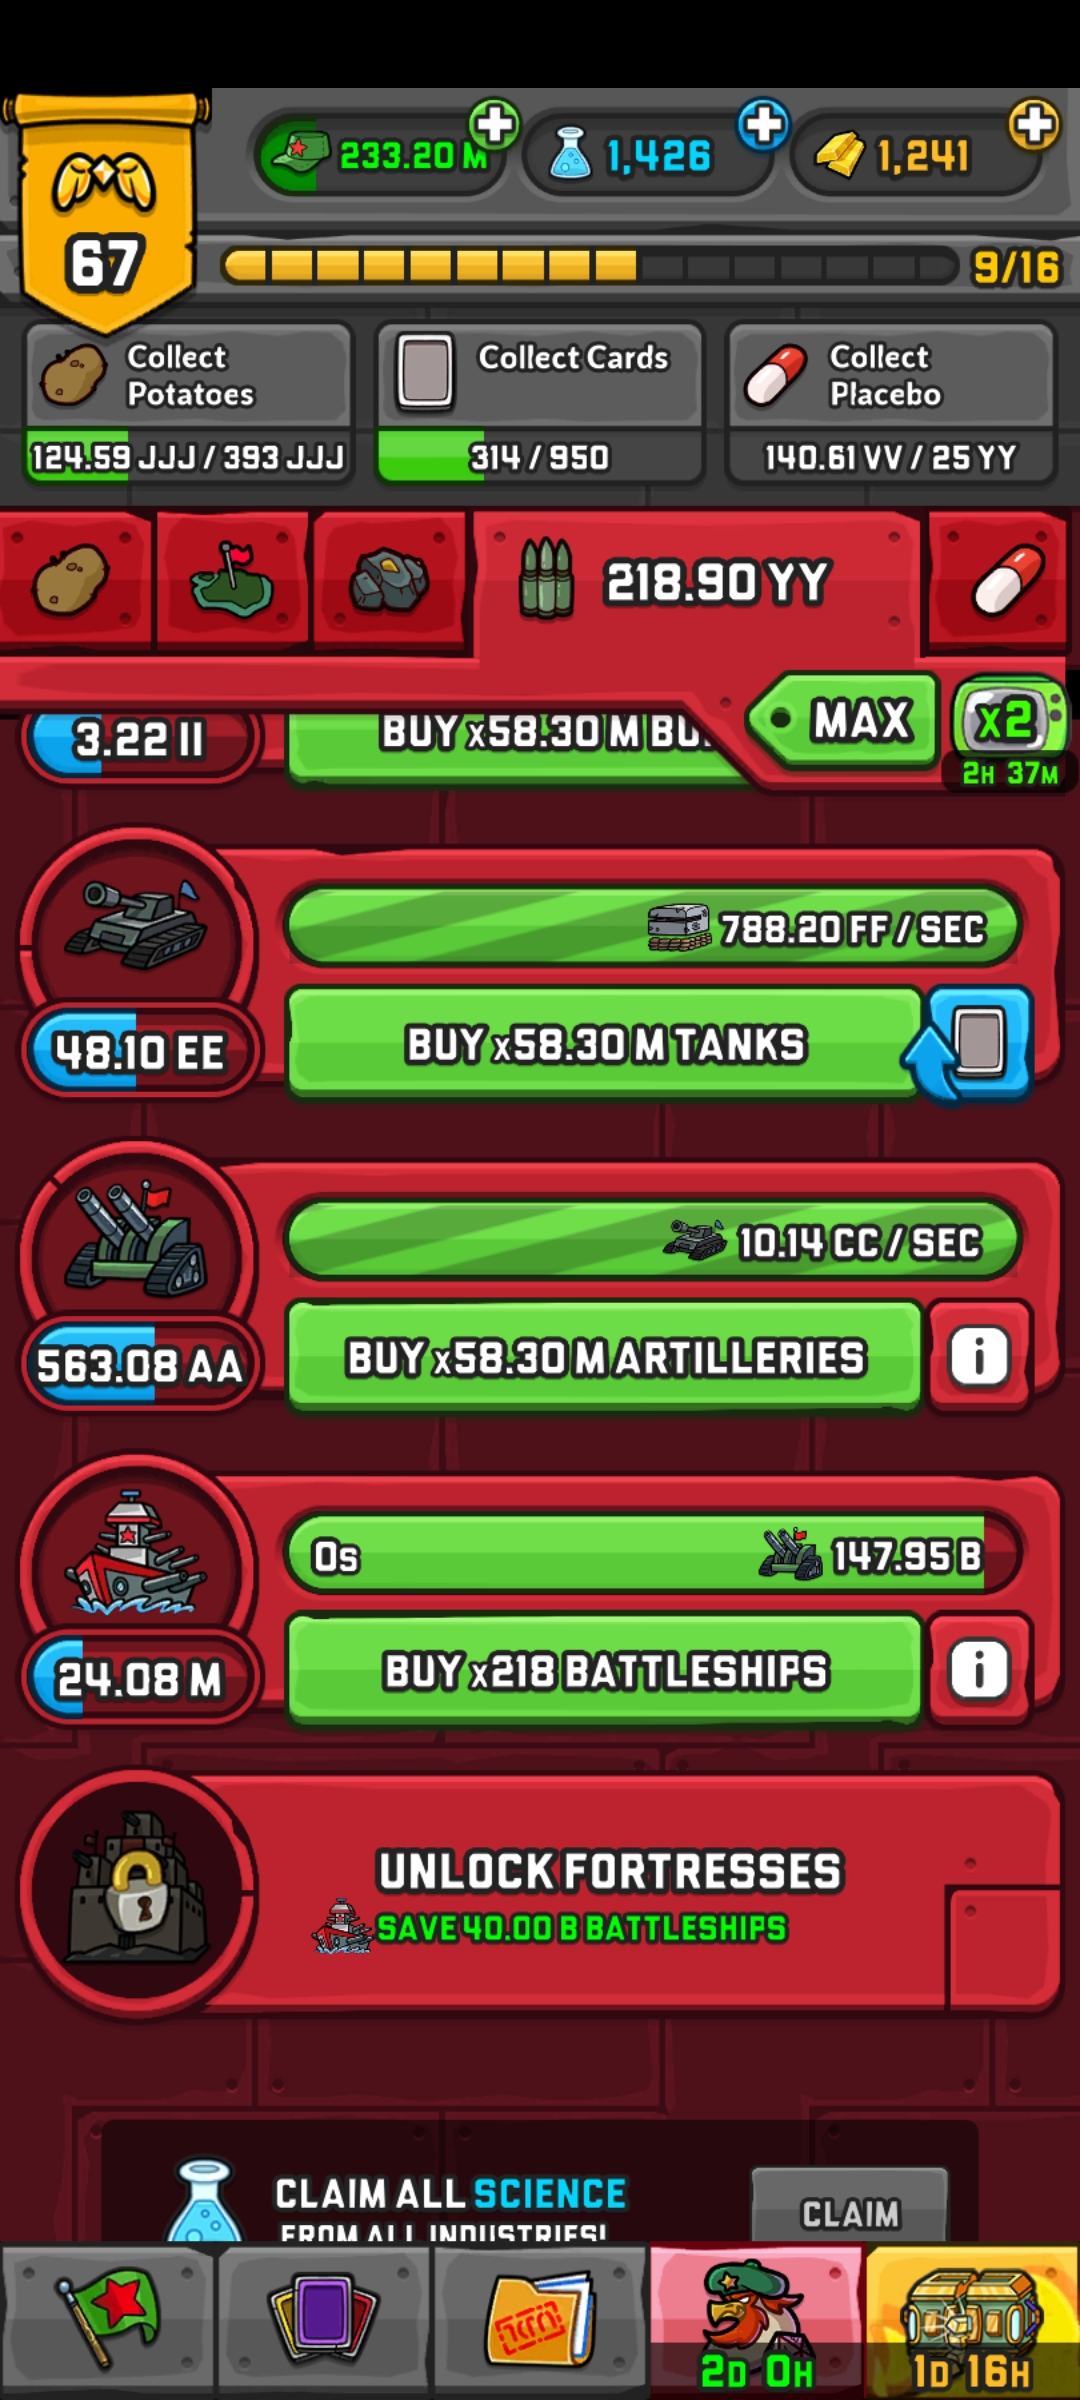 233.20 M
1,426
1,241
67
9/16
Collect
Potatoes
124.59 JJJ / 393 JJJ
Collect Cards
314 / 950
Collect
Placebo
140.61 VV / 25 YY
218.90 YY
MAX
x2
2H 37M
3.22 II
BUY x58.30 M
788.20 FF / SEC
48.10 EE
BUY x58.30 M TANKS
10.14 CC / SEC
563.08 AA
BUY x58.30 M ARTILLERIES
i
0s
147.95 B
24.08 M
BUY x218 BATTLESHIPS
i
UNLOCK FORTRESSES
SAVE 40.00 B BATTLESHIPS
CLAIM ALL SCIENCE
FROM ALL INDUSTRIES!
CLAIM
2D 0H
1D 16H